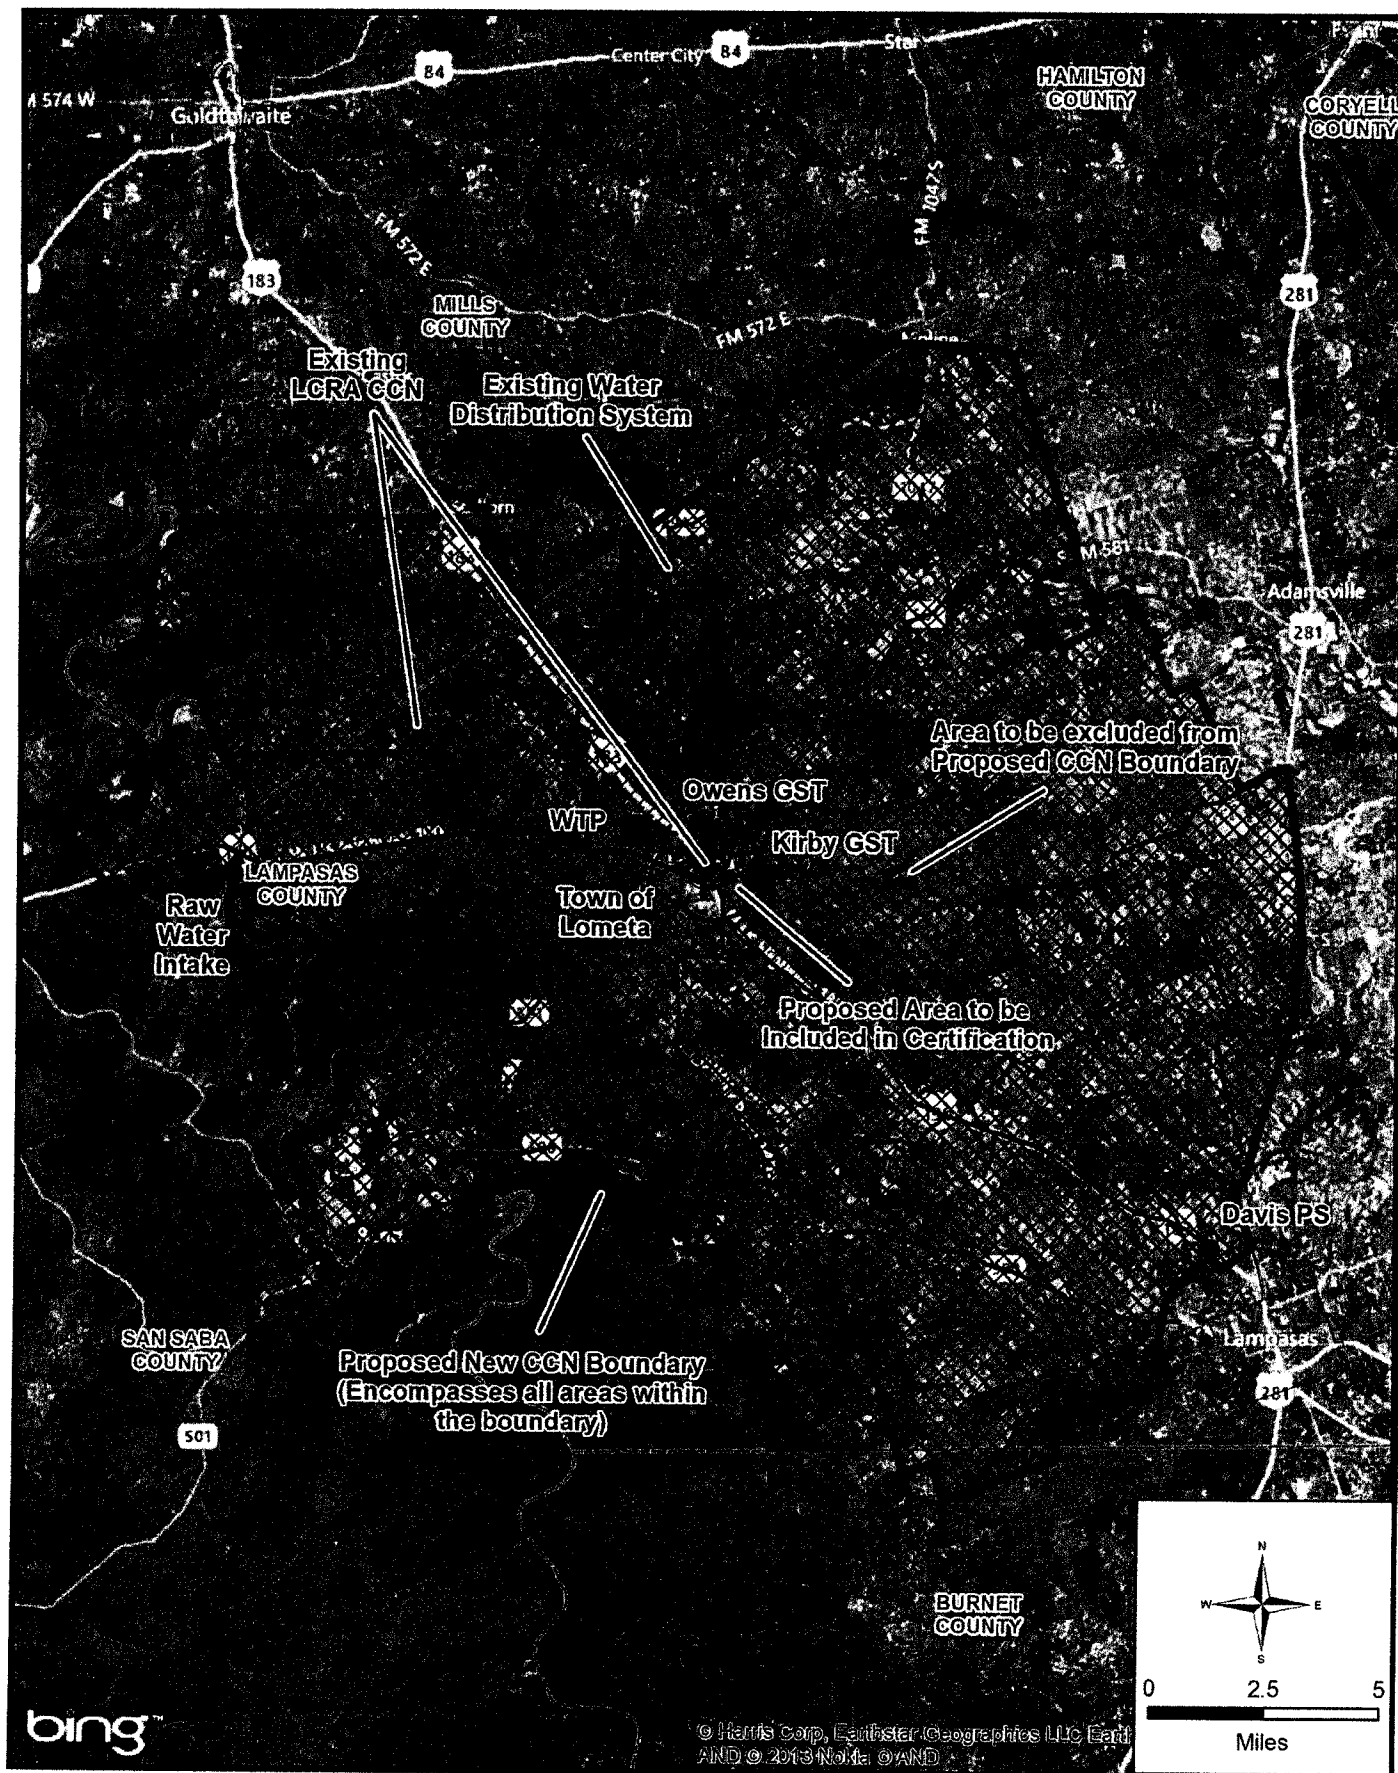 84
Center City
84
Star
HAMILTON
COUNTY
CORYELL
COUNTY
M 574 W
Goldthwaite
FM 1042 S
FM 572 E
183
281
MILLS
COUNTY
FM 572 E
Existing
LCRA CCN
Existing Water
Distribution System
M 581
Adamsville
281
Area to be excluded from
Proposed CCN Boundary
Owens GST
WTP
Kirby GST
LAMPASAS
COUNTY
Raw
Water
Intake
Town of
Lometa
Proposed Area to be
Included in Certification
Davis PS
SAN SABA
COUNTY
Lampasas
Proposed New CCN Boundary
(Encompasses all areas within
the boundary)
281
501
BURNET
COUNTY
N
W
E
S
0
2.5
5
Miles
bing™
© Harris Corp, Earthstar Geographics LLC Earth
AND © 2013 Nokia © AND